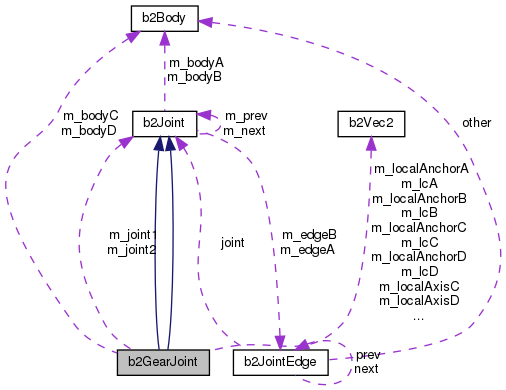 b2Body
m_bodyA
m_bodyB
m_bodyC
m_bodyD
b2Joint
m_prev
m_next
b2Vec2
other
m_localAnchorA
m_lcA
m_localAnchorB
m_lcB
m_localAnchorC
m_lcC
m_localAnchorD
m_lcD
m_localAxisC
m_localAxisD
...
m_joint1
m_joint2
joint
m_edgeB
m_edgeA
b2GearJoint
b2JointEdge
prev
next